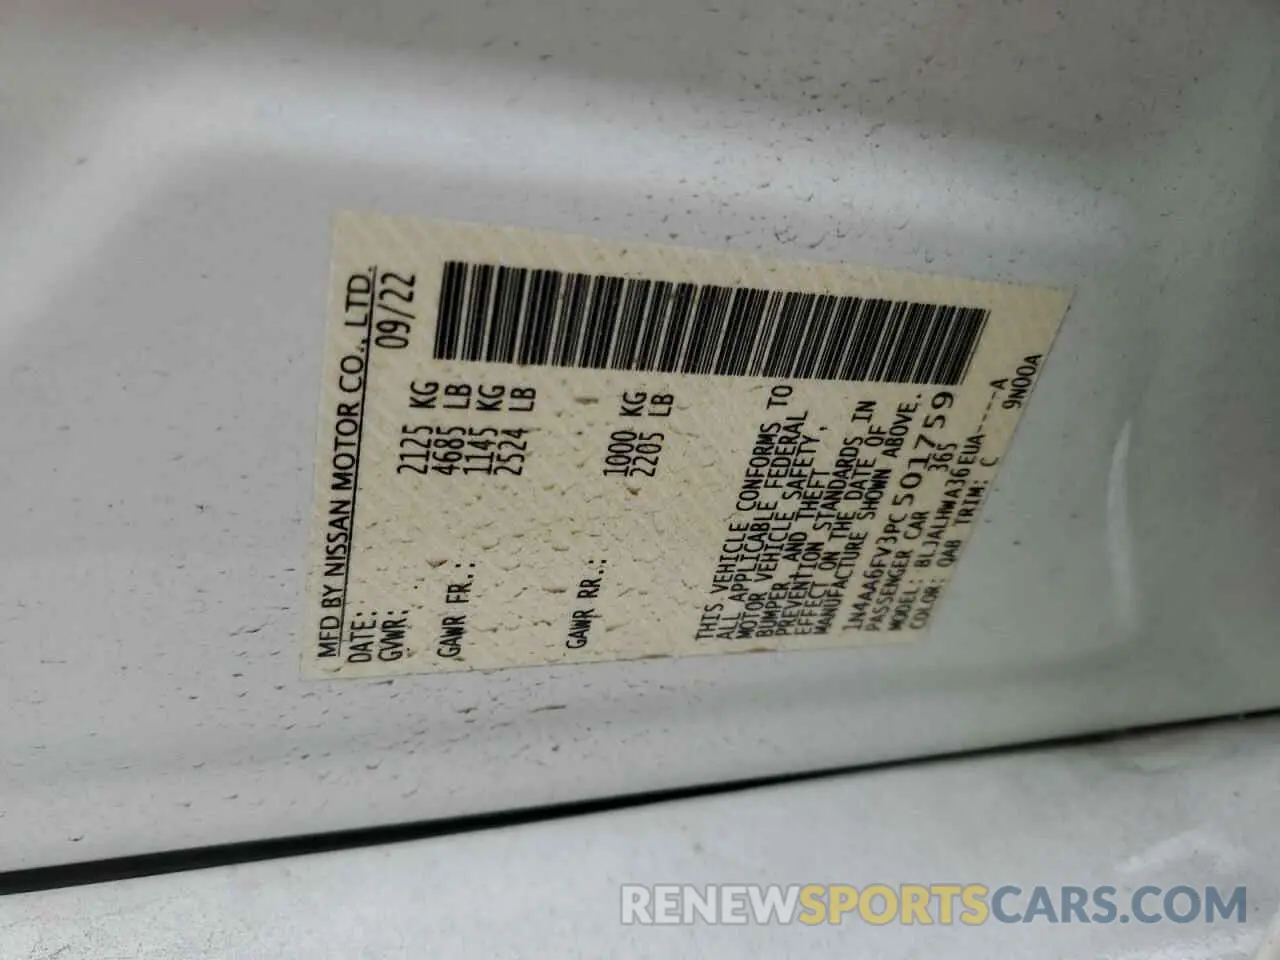 MFD BY NISSAN MOTOR CO., LTD.
DATE: 09/22
GVWR: 2125 KG
4685 LB
GAWR FR.: 1145 KG
2524 LB
GAWR RR.: 1000 KG
2205 LB
THIS VEHICLE CONFORMS TO
ALL APPLICABLE FEDERAL
MOTOR VEHICLE SAFETY,
BUMPER, AND THEFT
PREVENTION STANDARDS IN
EFFECT ON THE DATE OF
MANUFACTURE SHOWN ABOVE.
1N4AA6FV3PC501759
PASSENGER CAR 365
MODEL: BLJALHWA36EUA-----A
COLOR: QAB TRIM: C 9N00A
RENEWSPORTSCARS.COM